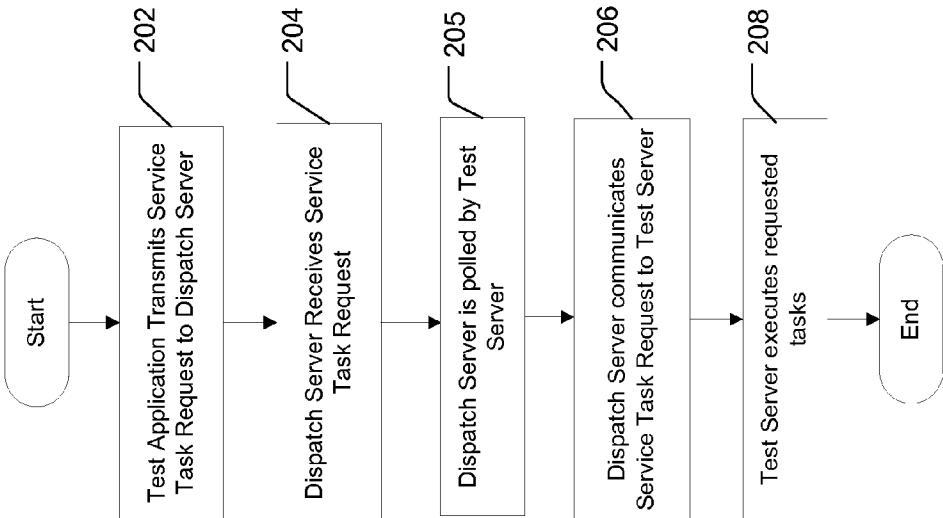 Start
Test Application Transmits Service
Task Request to Dispatch Server
202
Dispatch Server Receives Service
Task Request
204
Dispatch Server is polled by Test
Server
205
Dispatch Server communicates
Service Task Request to Test Server
206
Test Server executes requested
tasks
208
End